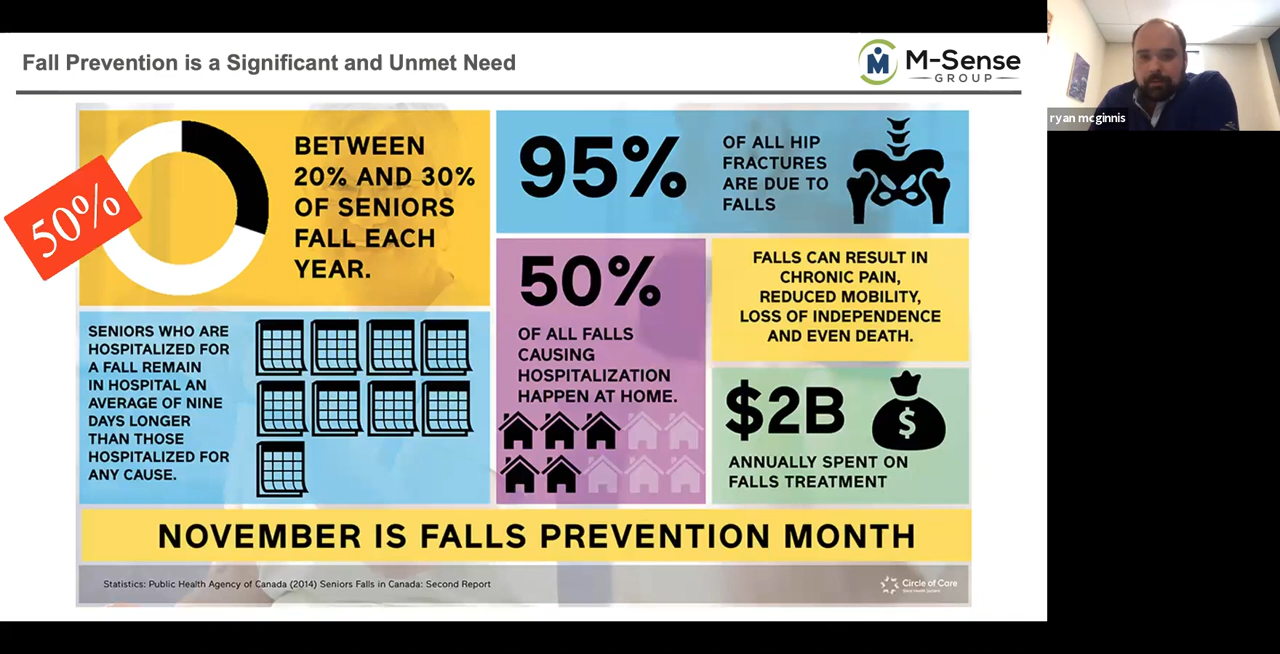 Fall Prevention is a Significant and Unmet Need
M-Sense
GROUP
ryan mcginnis
50%
BETWEEN
20% AND 30%
OF SENIORS
FALL EACH
YEAR.
95%
OF ALL HIP
FRACTURES
ARE DUE TO
FALLS
SENIORS WHO ARE
HOSPITALIZED FOR
A FALL REMAIN
IN HOSPITAL AN
AVERAGE OF NINE
DAYS LONGER
THAN THOSE
HOSPITALIZED FOR
ANY CAUSE.
50%
OF ALL FALLS
CAUSING
HOSPITALIZATION
HAPPEN AT HOME.
FALLS CAN RESULT IN
CHRONIC PAIN,
REDUCED MOBILITY,
LOSS OF INDEPENDENCE
AND EVEN DEATH.
$2B
$
ANNUALLY SPENT ON
FALLS TREATMENT
NOVEMBER IS FALLS PREVENTION MONTH
Statistics: Public Health Agency of Canada (2014) Seniors Falls in Canada: Second Report
Circle of Care